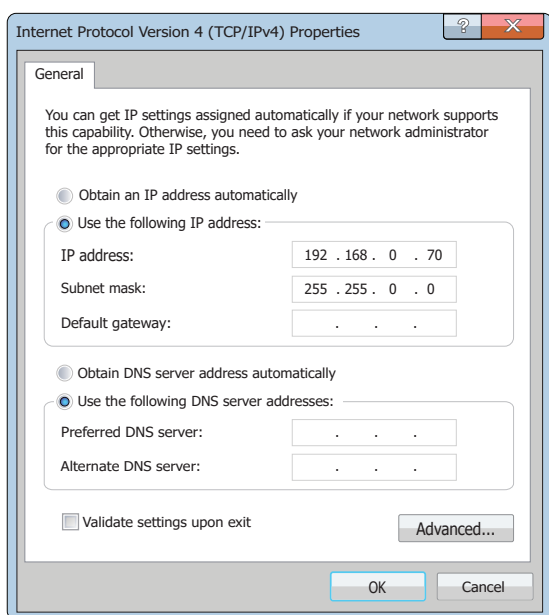 Internet Protocol Version 4 (TCP/IPv4) Properties
?
X
General
You can get IP settings assigned automatically if your network supports
this capability. Otherwise, you need to ask your network administrator
for the appropriate IP settings.
Obtain an IP address automatically
Use the following IP address:
IP address: 192 . 168 . 0 . 70
Subnet mask: 255 . 255 . 0 . 0
Default gateway: . . .
Obtain DNS server address automatically
Use the following DNS server addresses:
Preferred DNS server: . . .
Alternate DNS server: . . .
Validate settings upon exit
Advanced...
OK Cancel